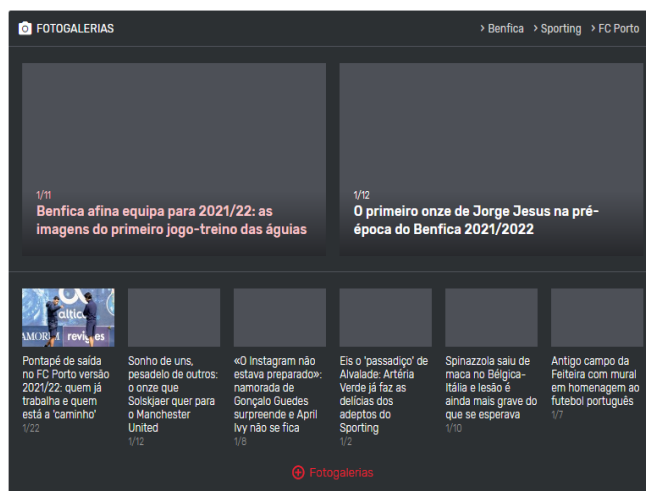 FOTOGALERIAS
> Benfica > Sporting > FC Porto
1/11
Benfica afina equipa para 2021/22: as
imagens do primeiro jogo-treino das águias
1/12
O primeiro onze de Jorge Jesus na pré-
época do Benfica 2021/2022
altic
AMORIM
Pontapé de saída
no FC Porto versão
2021/22: quem já
trabalha e quem
está a 'caminho'
1/22
Sonho de uns,
pesadelo de outros:
o onze que
Solskjaer quer para
o Manchester
United
1/12
«O Instagram não
estava preparado»:
namorada de
Gonçalo Guedes
surpreende e April
Ivy não se fica
1/8
Eis o 'passadiço' de
Alvalade: Artéria
Verde já faz as
delícias dos
adeptos do
Sporting
1/2
Spinazzola saiu de
maca no Bélgica-
Itália e lesão é
ainda mais grave do
que se esperava
1/10
Antigo campo da
Feiteira com mural
em homenagem ao
futebol português
1/7
Fotogalerias